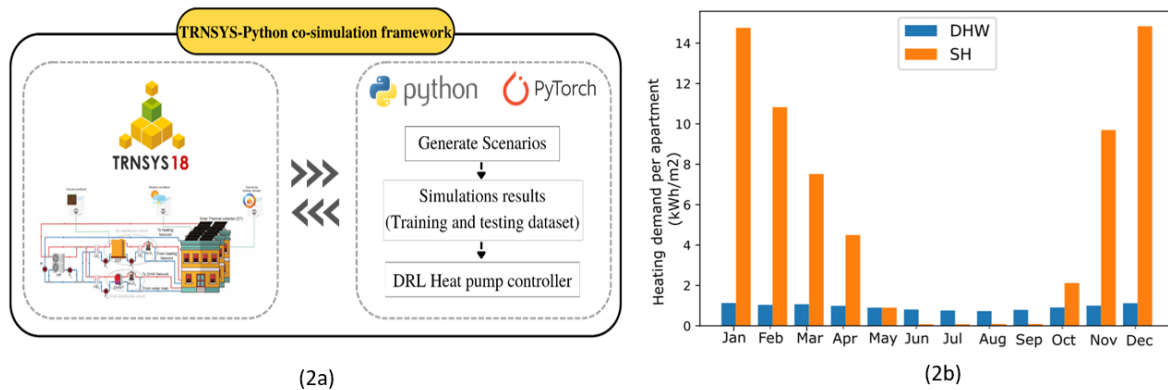 TRNSYS-Python co-simulation framework
TRNSYS18
python
PyTorch
Generate Scenarios
Simulations results
(Training and testing dataset)
DRL Heat pump controller
(2a)
Heating demand per apartment
(kWh/m2)
14
12
10
8
6
4
2
0
DHW
SH
Jan Feb Mar Apr May Jun Jul Aug Sep Oct Nov Dec
(2b)